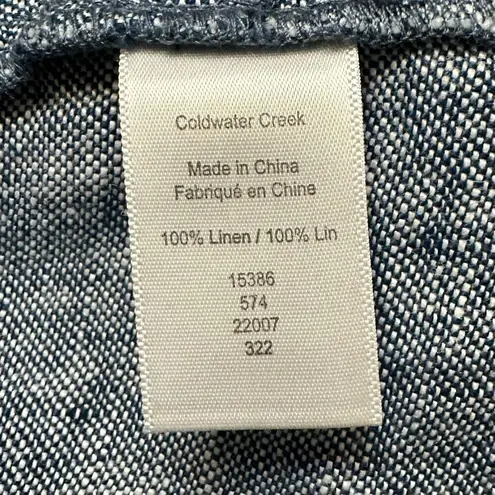 Coldwater Creek
Made in China
Fabriqué en Chine
100% Linen / 100% Lin
15386
574
22007
322